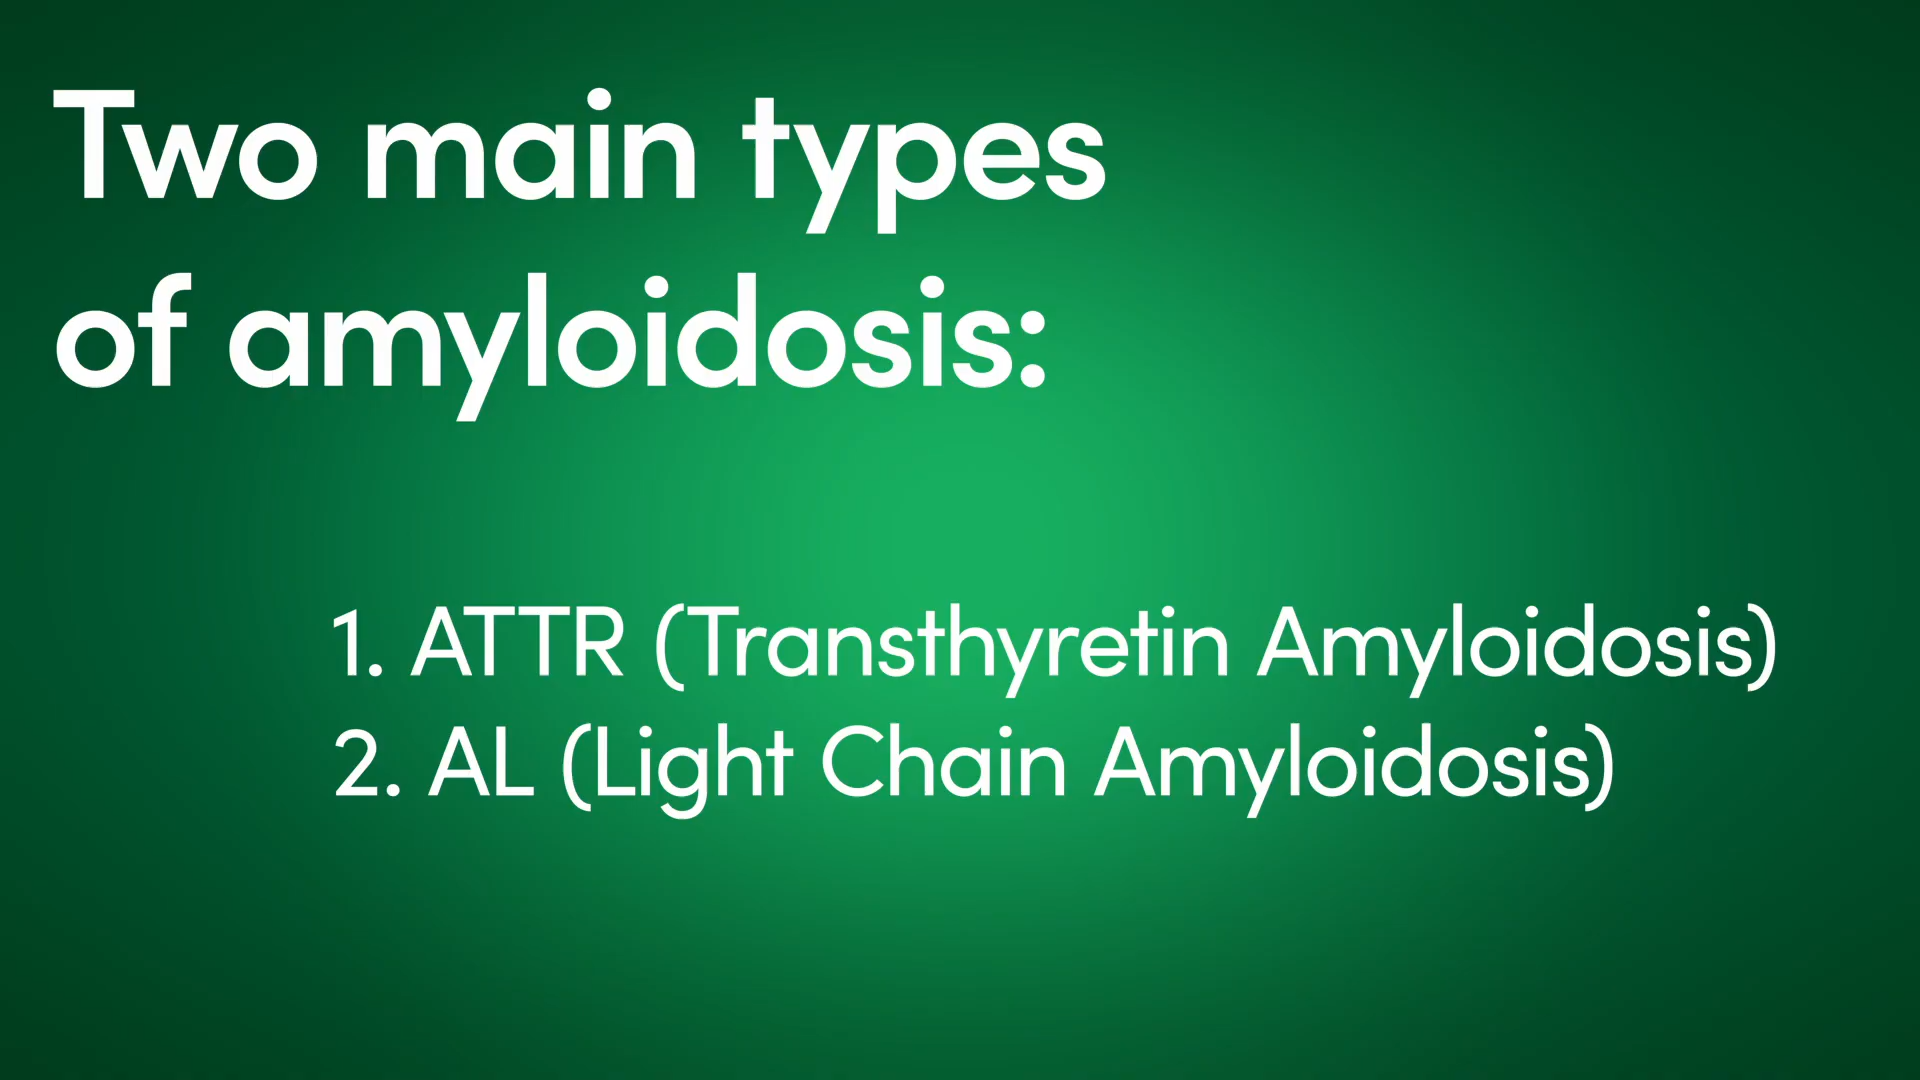 Two main types
of amyloidosis:
1. ATTR (Transthyretin Amyloidosis)
2. AL (Light Chain Amyloidosis)